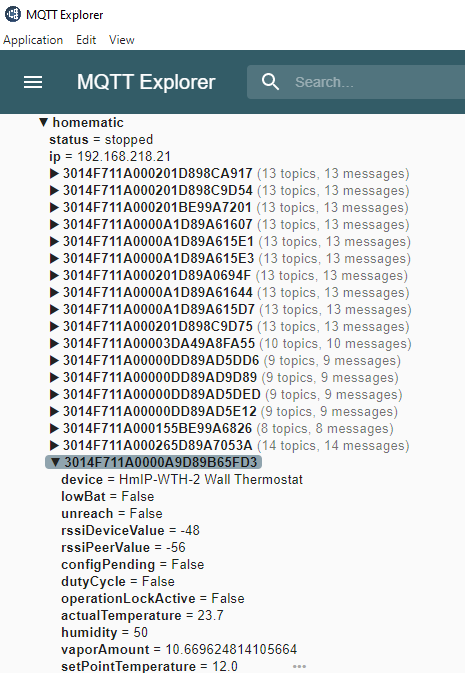 MQTT Explorer
Application Edit View
MQTT Explorer Search...
▼ homematic
status = stopped
ip = 192.168.218.21
▶ 3014F711A000201D898CA917 (13 topics, 13 messages)
▶ 3014F711A000201D898C9D54 (13 topics, 13 messages)
▶ 3014F711A000201BE99A7201 (13 topics, 13 messages)
▶ 3014F711A0000A1D89A61607 (13 topics, 13 messages)
▶ 3014F711A0000A1D89A615E1 (13 topics, 13 messages)
▶ 3014F711A0000A1D89A615E3 (13 topics, 13 messages)
▶ 3014F711A000201D89A0694F (13 topics, 13 messages)
▶ 3014F711A0000A1D89A61644 (13 topics, 13 messages)
▶ 3014F711A0000A1D89A615D7 (13 topics, 13 messages)
▶ 3014F711A000201D898C9D75 (13 topics, 13 messages)
▶ 3014F711A00003DA49A8FA55 (10 topics, 10 messages)
▶ 3014F711A00000DD89AD5DD6 (9 topics, 9 messages)
▶ 3014F711A00000DD89AD9D89 (9 topics, 9 messages)
▶ 3014F711A00000DD89AD5DED (9 topics, 9 messages)
▶ 3014F711A00000DD89AD5E12 (9 topics, 9 messages)
▶ 3014F711A000155BE99A6826 (8 topics, 8 messages)
▶ 3014F711A000265D89A7053A (14 topics, 14 messages)
▼ 3014F711A0000A9D89B65FD3
device = HmIP-WTH-2 Wall Thermostat
lowBat = False
unreach = False
rssiDeviceValue = -48
rssiPeerValue = -56
configPending = False
dutyCycle = False
operationLockActive = False
actualTemperature = 23.7
humidity = 50
vaporAmount = 10.669624814105664
setPointTemperature = 12.0